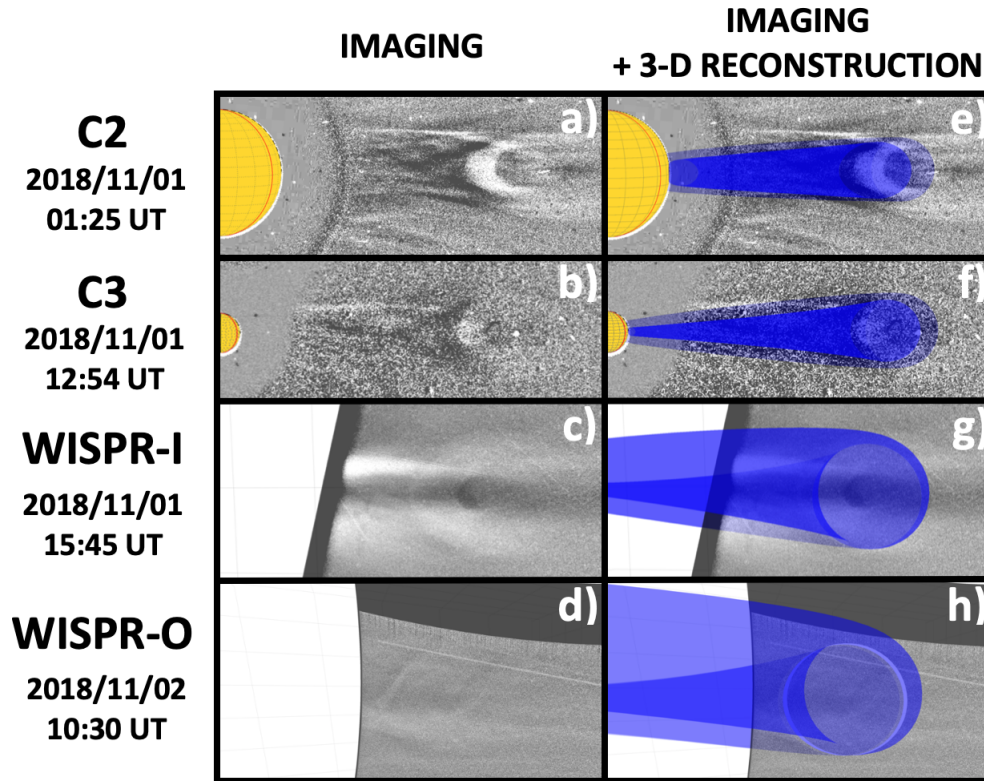 IMAGING
IMAGING
+ 3-D RECONSTRUCTION
C2
2018/11/01
01:25 UT
a)
e)
C3
2018/11/01
12:54 UT
b)
f)
WISPR-I
2018/11/01
15:45 UT
c)
g)
WISPR-O
2018/11/02
10:30 UT
d)
h)